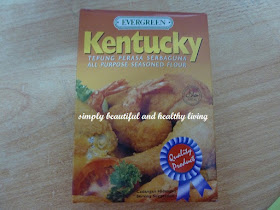 EVERGREEN
Kentucky
TEPUNG PERASA SERBAGUNA
ALL PURPOSE SEASONED FLOUR
simply beautiful and healthy living
Quality
Product